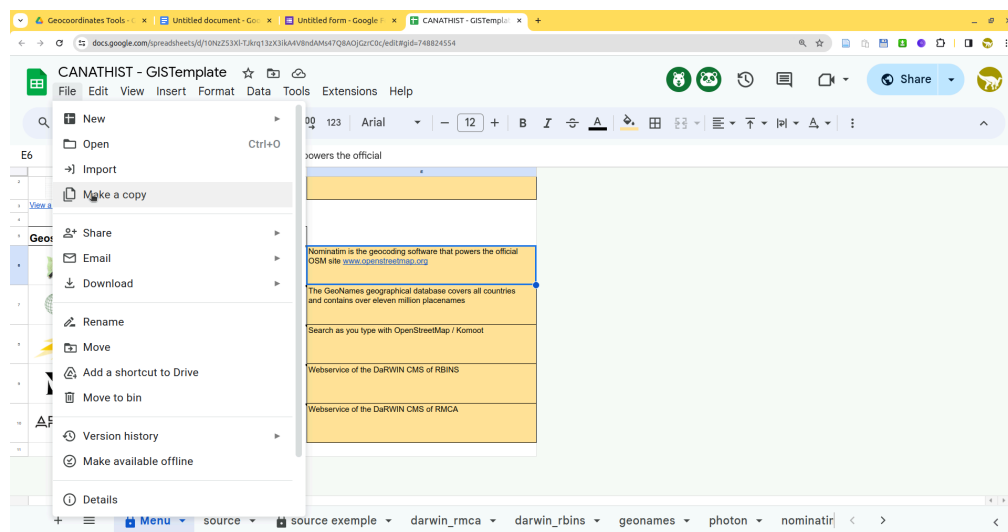 Geocoordinates Tools - G
Untitled document - Goo
Untitled form - Google F
CANATHIST - GISTemplat
docs.google.com/spreadsheets/d/10NzZ53Xl-TJkrq13zX3ikA4V8ndAMs47Q8AOjGzrC0c/edit#gid=748824554
CANATHIST - GISTemplate
File Edit View Insert Format Data Tools Extensions Help
Share
123 Arial 12 B I A
E6
powers the official
New
Open Ctrl+O
Import
Make a copy
Share
Email
Download
Rename
Move
Add a shortcut to Drive
Move to bin
Version history
Make available offline
Details
E
View a
Geos
Nominatim is the geocoding software that powers the official
OSM site www.openstreetmap.org
The GeoNames geographical database covers all countries
and contains over eleven million placenames
Search as you type with OpenStreetMap / Komoot
Webservice of the DaRWIN CMS of RBINS
Webservice of the DaRWIN CMS of RMCA
Menu source source exemple darwin_rmca darwin_rbins geonames photon nominatir